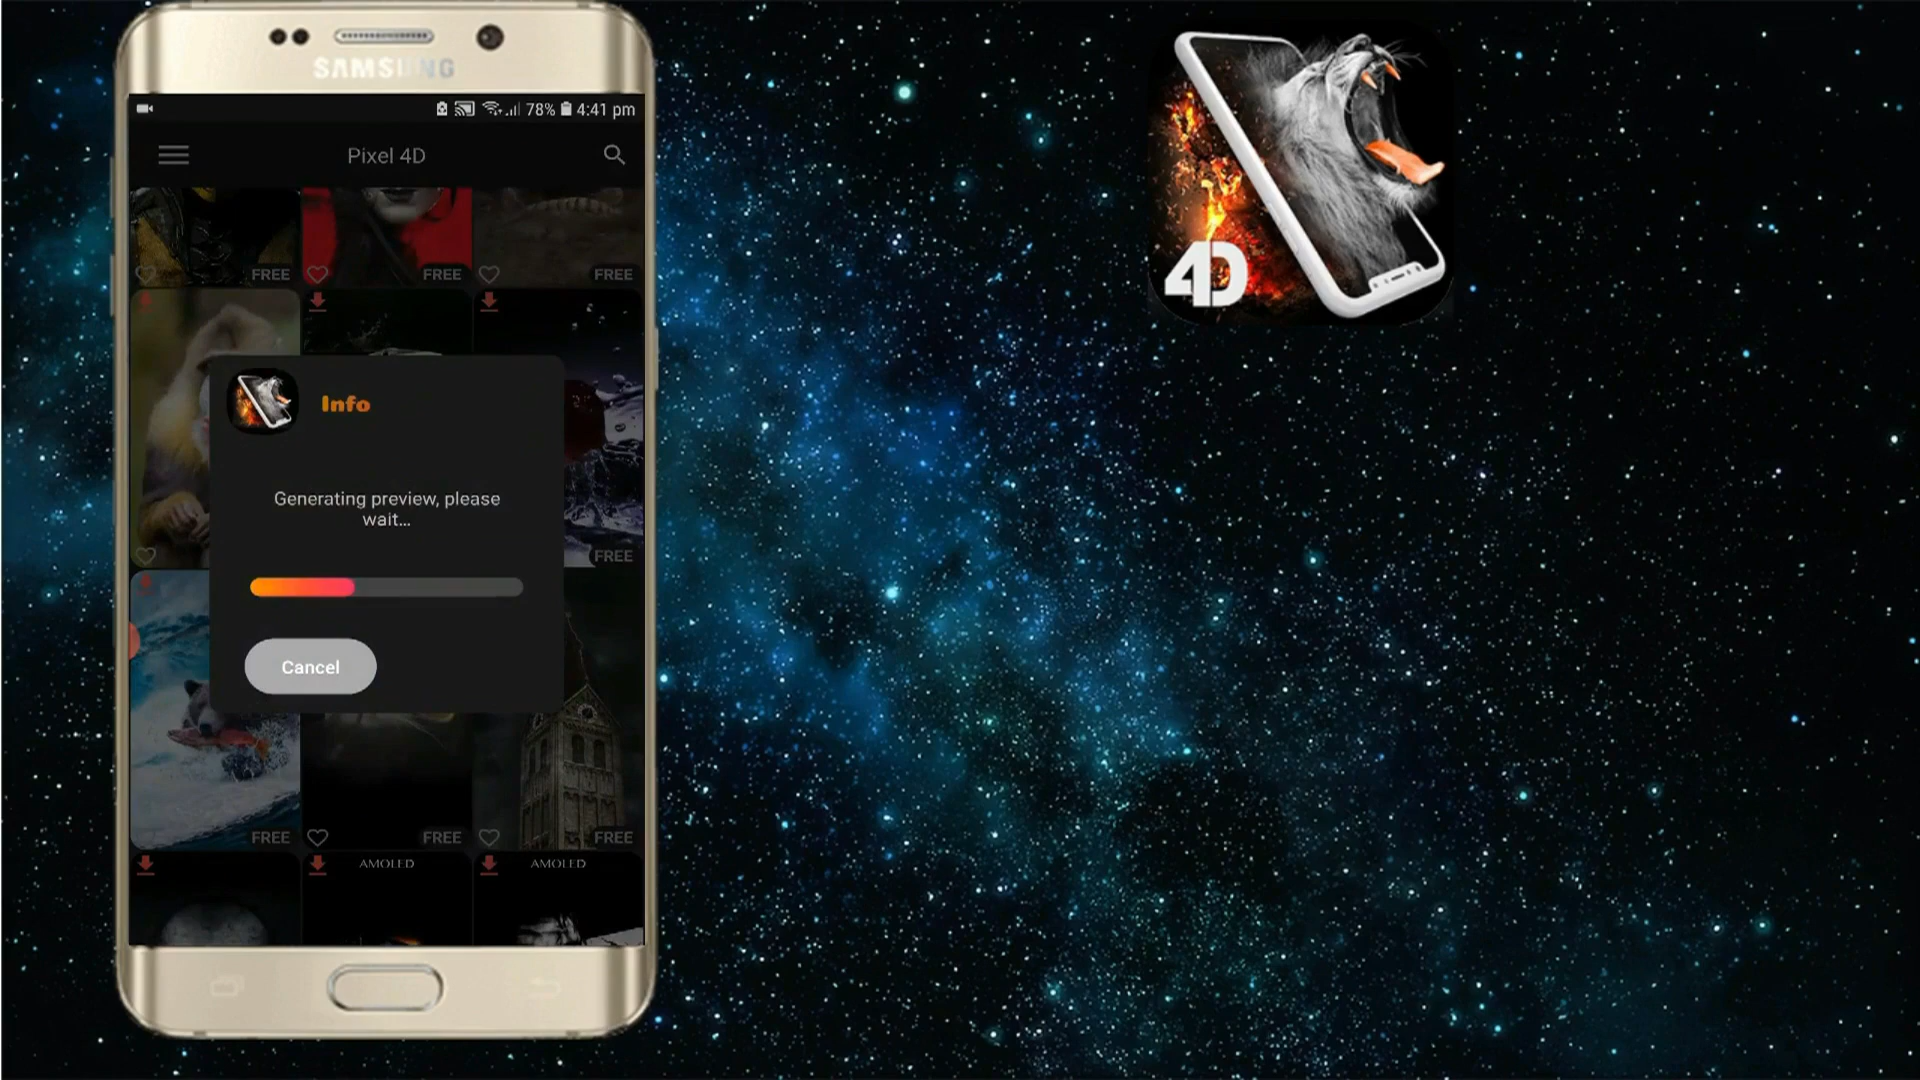 SAMSUNG
78% 4:41 pm
Pixel 4D
FREE FREE FREE
Info
Generating preview, please
wait...
FREE
Cancel
FREE FREE FREE
AMOLED AMOLED
4D